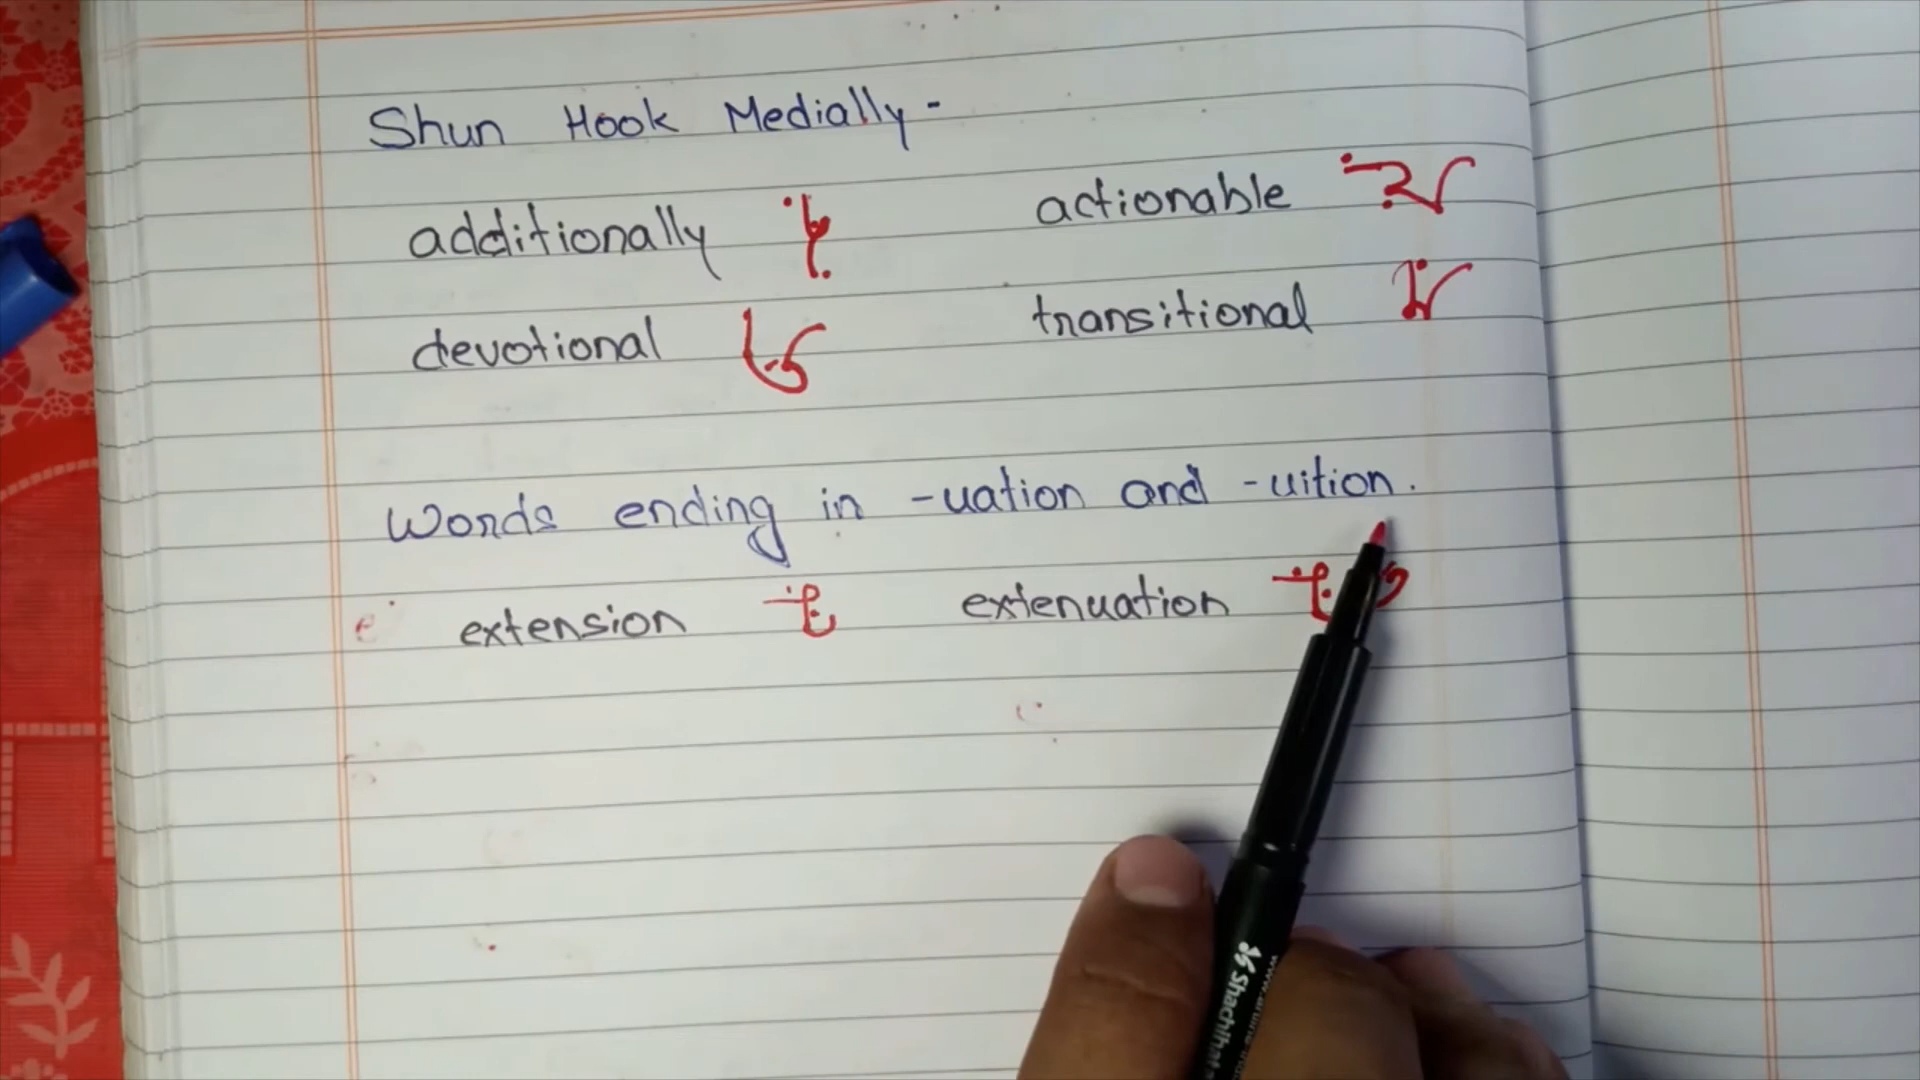 Shun Hook Medially-
additionally actionable
devotional transitional
Words ending in -uation and -uition.
extension extenuation